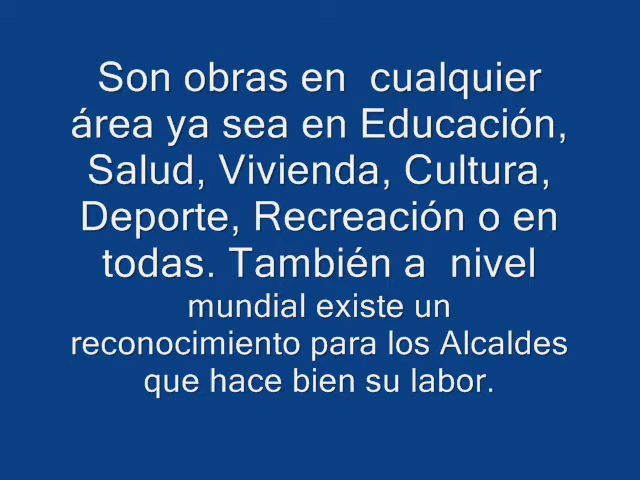 Son obras en cualquier
área ya sea en Educación,
Salud, Vivienda, Cultura,
Deporte, Recreación o en
todas. También a nivel
mundial existe un
reconocimiento para los Alcaldes
que hace bien su labor.